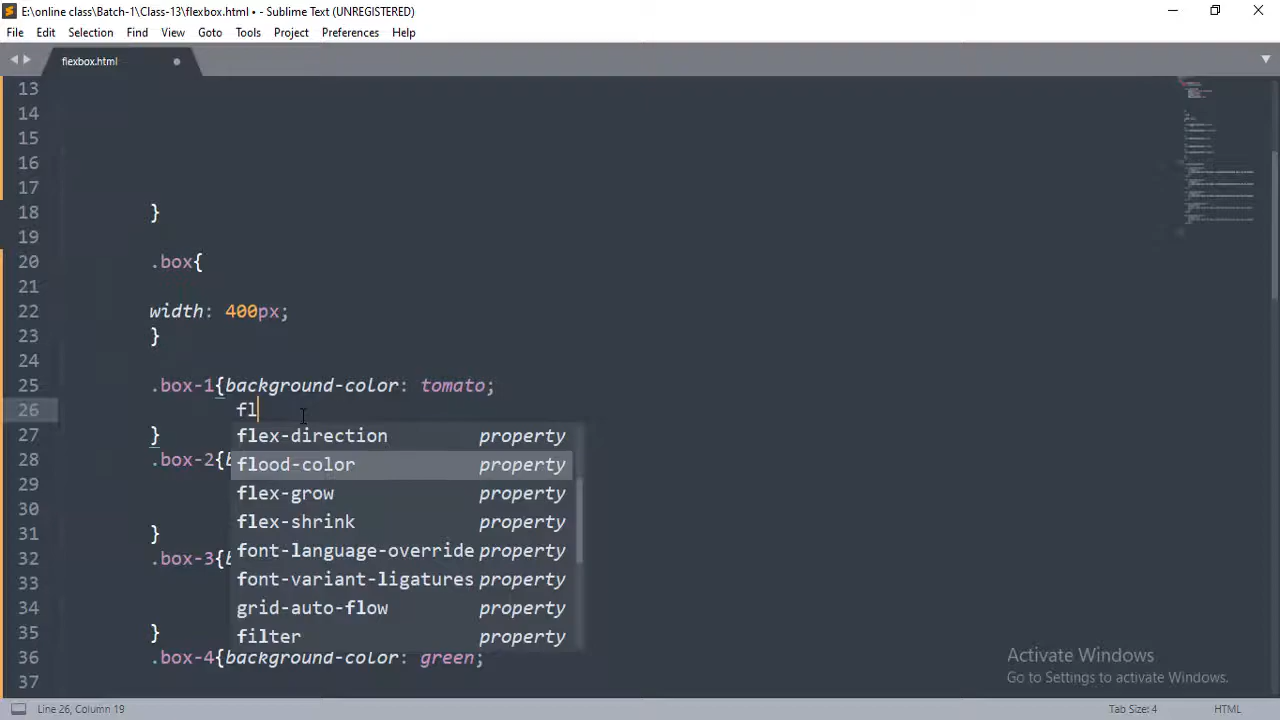 E:\online class\Batch-1\Class-13\flexbox.html • - Sublime Text (UNREGISTERED)
File Edit Selection Find View Goto Tools Project Preferences Help
flexbox.html
13
14
15
16
17
18 }
19
20 .box{
21
22 width: 400px;
23 }
24
25 .box-1{background-color: tomato;
26 fl
flex-direction property
27 }
28 .box-2{
flood-color property
29
flex-grow property
30
flex-shrink property
31 }
font-language-override property
32 .box-3{
33
font-variant-ligatures property
34
grid-auto-flow property
35 }
filter property
36 .box-4{background-color: green;
37
Activate Windows
Go to Settings to activate Windows.
Line 26, Column 19 Tab Size: 4 HTML